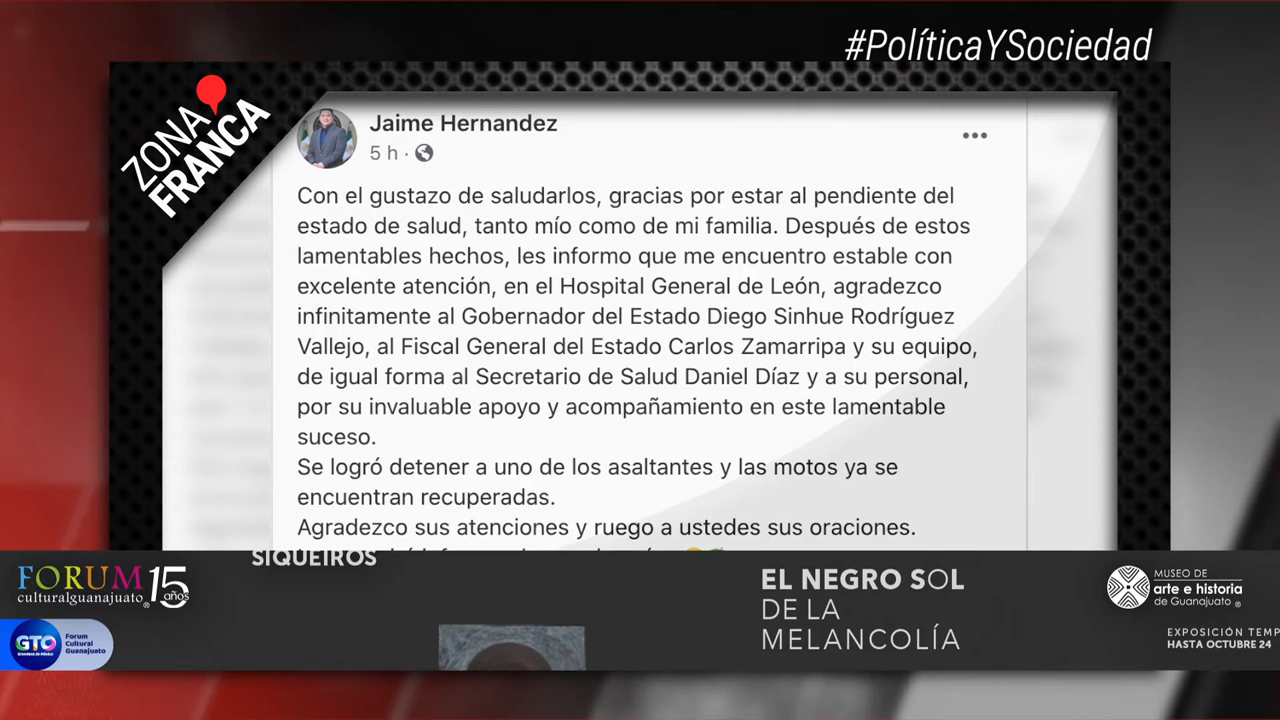 #PolíticaYSociedad
ZONA
FRANCA
Jaime Hernandez
5 h ·
Con el gustazo de saludarlos, gracias por estar al pendiente del
estado de salud, tanto mío como de mi familia. Después de estos
lamentables hechos, les informo que me encuentro estable con
excelente atención, en el Hospital General de León, agradezco
infinitamente al Gobernador del Estado Diego Sinhue Rodríguez
Vallejo, al Fiscal General del Estado Carlos Zamarripa y su equipo,
de igual forma al Secretario de Salud Daniel Díaz y a su personal,
por su invaluable apoyo y acompañamiento en este lamentable
suceso.
Se logró detener a uno de los asaltantes y las motos ya se
encuentran recuperadas.
Agradezco sus atenciones y ruego a ustedes sus oraciones.
SIQUEIROS
FORUM 15
culturalguanajuato® años
GTO
Grandeza de México
Forum
Cultural
Guanajuato
EL NEGRO SOL
DE LA
MELANCOLÍA
MUSEO DE
arte e historia
de Guanajuato ®
EXPOSICIÓN TEMP
HASTA OCTUBRE 24